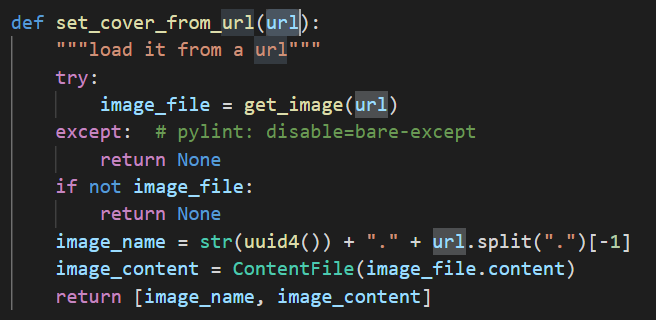 def set_cover_from_url(url):
    """load it from a url"""
    try:
        image_file = get_image(url)
    except:  # pylint: disable=bare-except
        return None
    if not image_file:
        return None
    image_name = str(uuid4()) + "." + url.split(".")[-1]
    image_content = ContentFile(image_file.content)
    return [image_name, image_content]